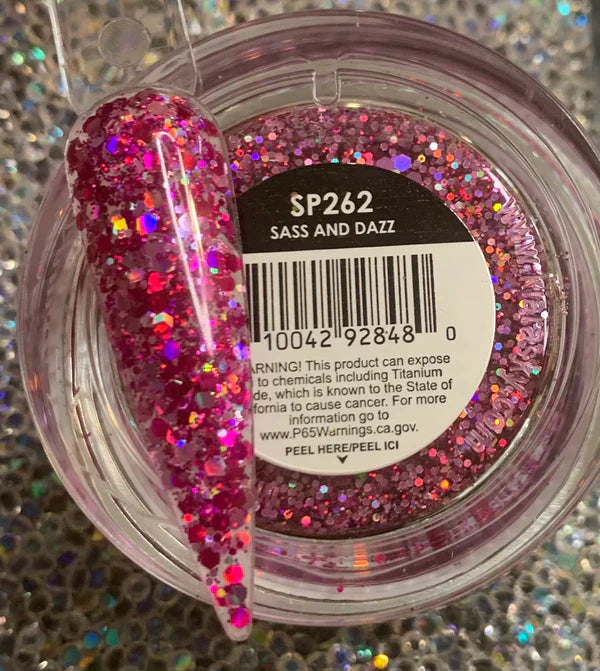 SP262
SASS AND DAZZ
10042 92848 0
ARNING! This product can expose
to chemicals including Titanium
de, which is known to the State of
fornia to cause cancer. For more
information go to
www.P65Warnings.ca.gov.
PEEL HERE/PEEL ICI